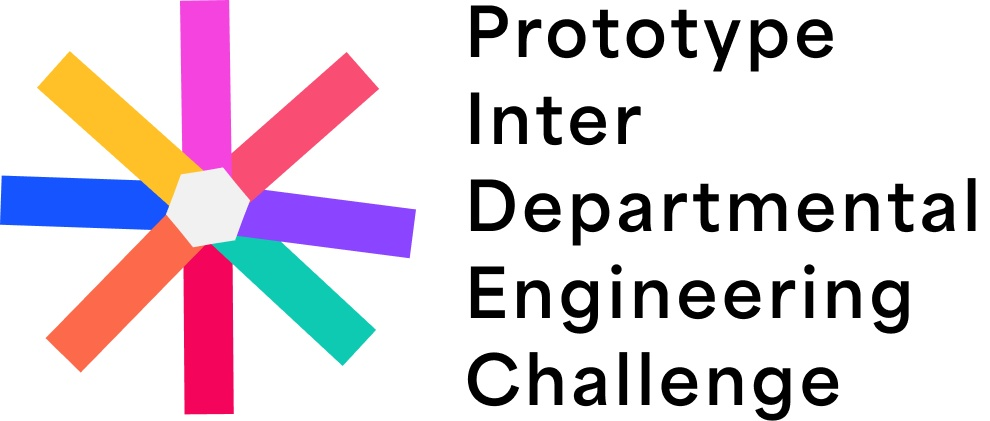 Prototype
Inter
Departmental
Engineering
Challenge